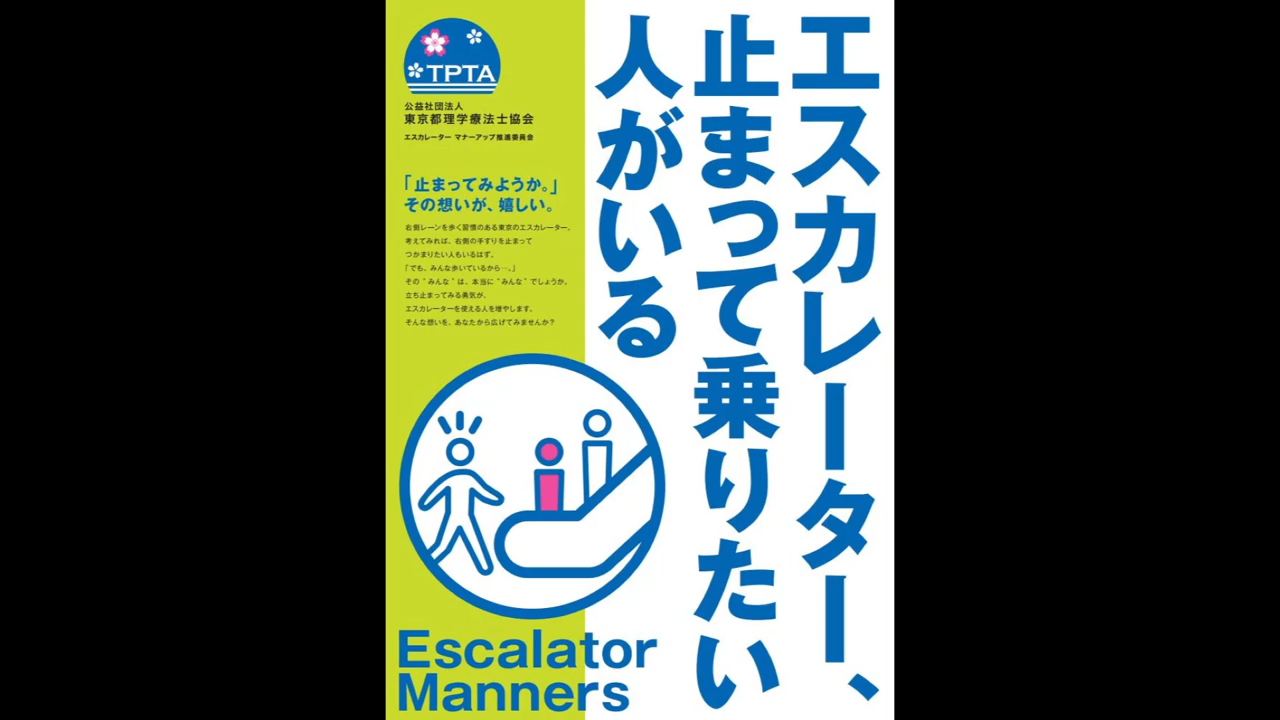 エスカレーター、
止まって乗りたい
人がいる
TPTA
公益社団法人
東京都理学療法士協会
エスカレーター マナーアップ推進委員会
「止まってみようか。」
その想いが、嬉しい。
右側レーンを歩く習慣のある東京のエスカレーター。
考えてみれば、右側の手すりを止まって
つかまりたい人もいるはず。
「でも、みんな歩いているから…。」
その“みんな”は、本当に“みんな”でしょうか。
立ち止まってみる勇気が、
エスカレーターを使える人を増やします。
そんな想いを、あなたから広げてみませんか？
Escalator
Manners